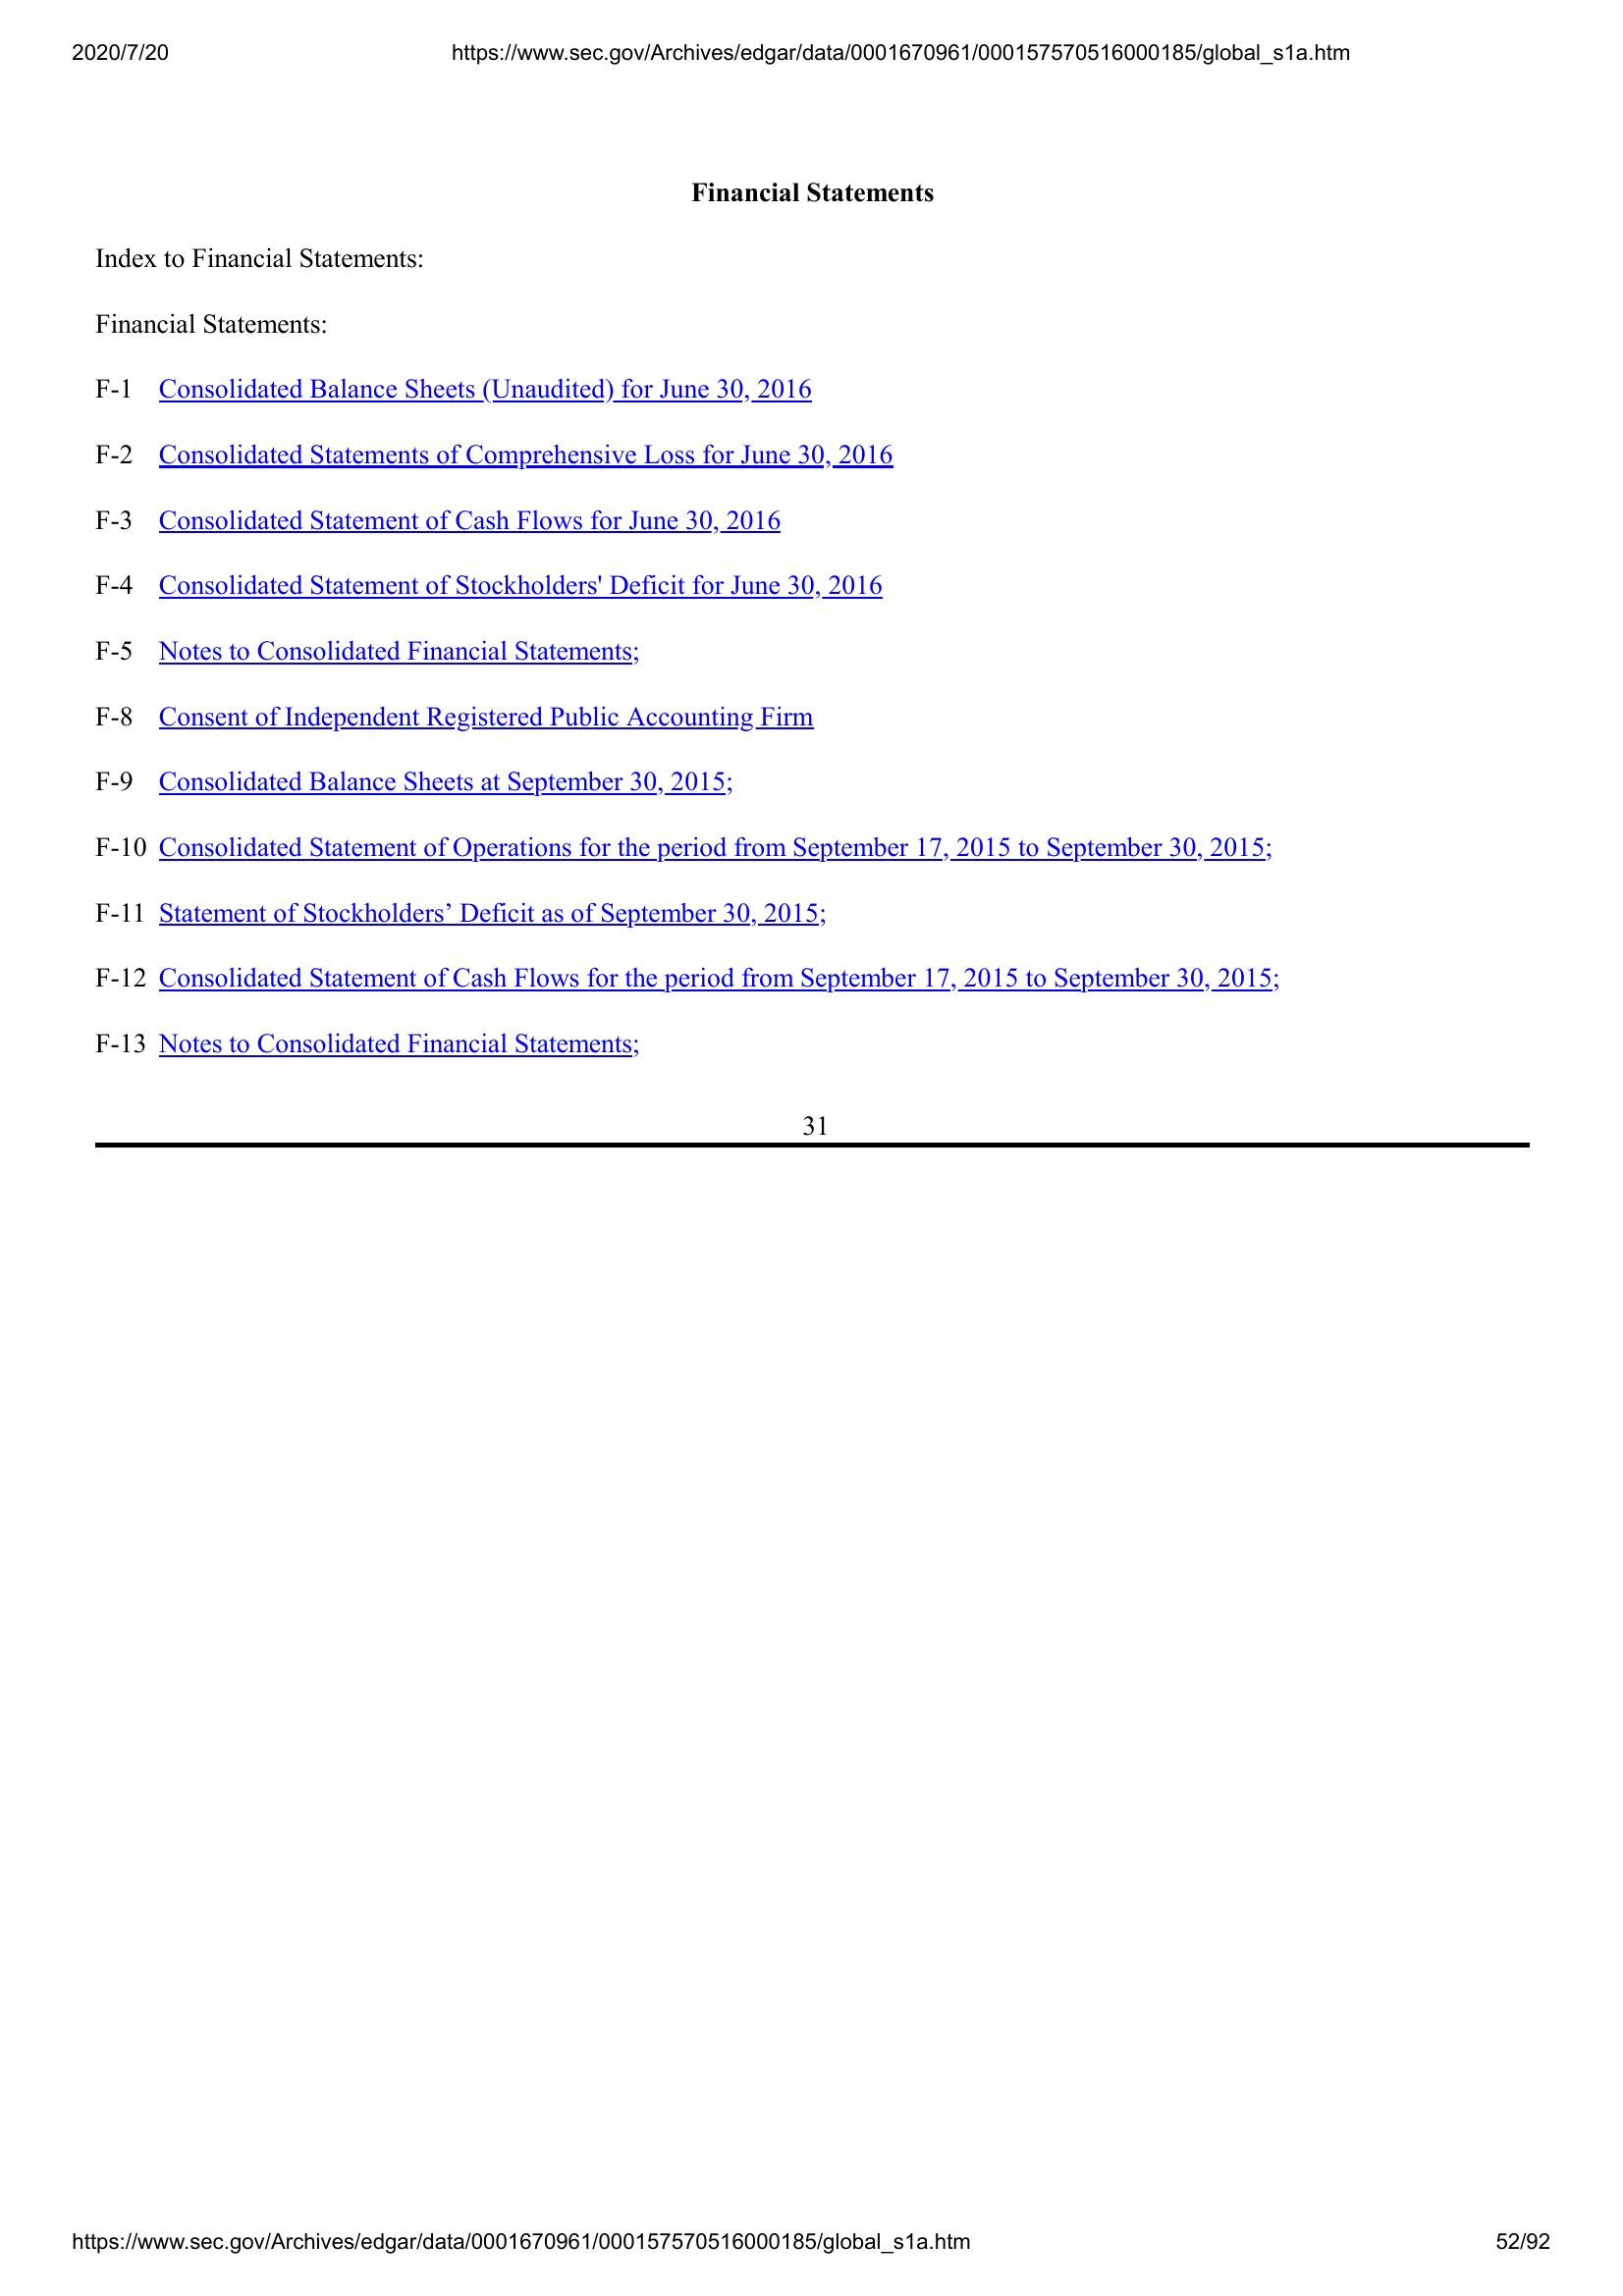 2020/7/20 https://www.sec.gov/Archives/edgar/data/0001670961/000157570516000185/global_s1a.htm
Financial Statements
Index to Financial Statements:
Financial Statements:
F-1 Consolidated Balance Sheets (Unaudited) for June 30, 2016
F-2 Consolidated Statements of Comprehensive Loss for June 30, 2016
F-3 Consolidated Statement of Cash Flows for June 30, 2016
F-4 Consolidated Statement of Stockholders' Deficit for June 30, 2016
F-5 Notes to Consolidated Financial Statements;
F-8 Consent of Independent Registered Public Accounting Firm
F-9 Consolidated Balance Sheets at September 30, 2015;
F-10 Consolidated Statement of Operations for the period from September 17, 2015 to September 30, 2015;
F-11 Statement of Stockholders’ Deficit as of September 30, 2015;
F-12 Consolidated Statement of Cash Flows for the period from September 17, 2015 to September 30, 2015;
F-13 Notes to Consolidated Financial Statements;
31
https://www.sec.gov/Archives/edgar/data/0001670961/000157570516000185/global_s1a.htm 52/92